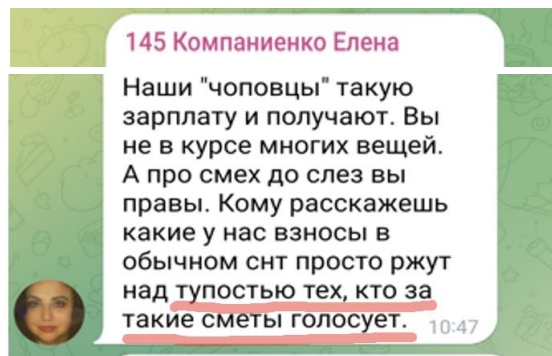 145 Компаниенко Елена
Наши "чоповцы" такую
зарплату и получают. Вы
не в курсе многих вещей.
А про смех до слез вы
правы. Кому расскажешь
какие у нас взносы в
обычном снт просто ржут
над тупостью тех, кто за
такие сметы голосует.
10:47